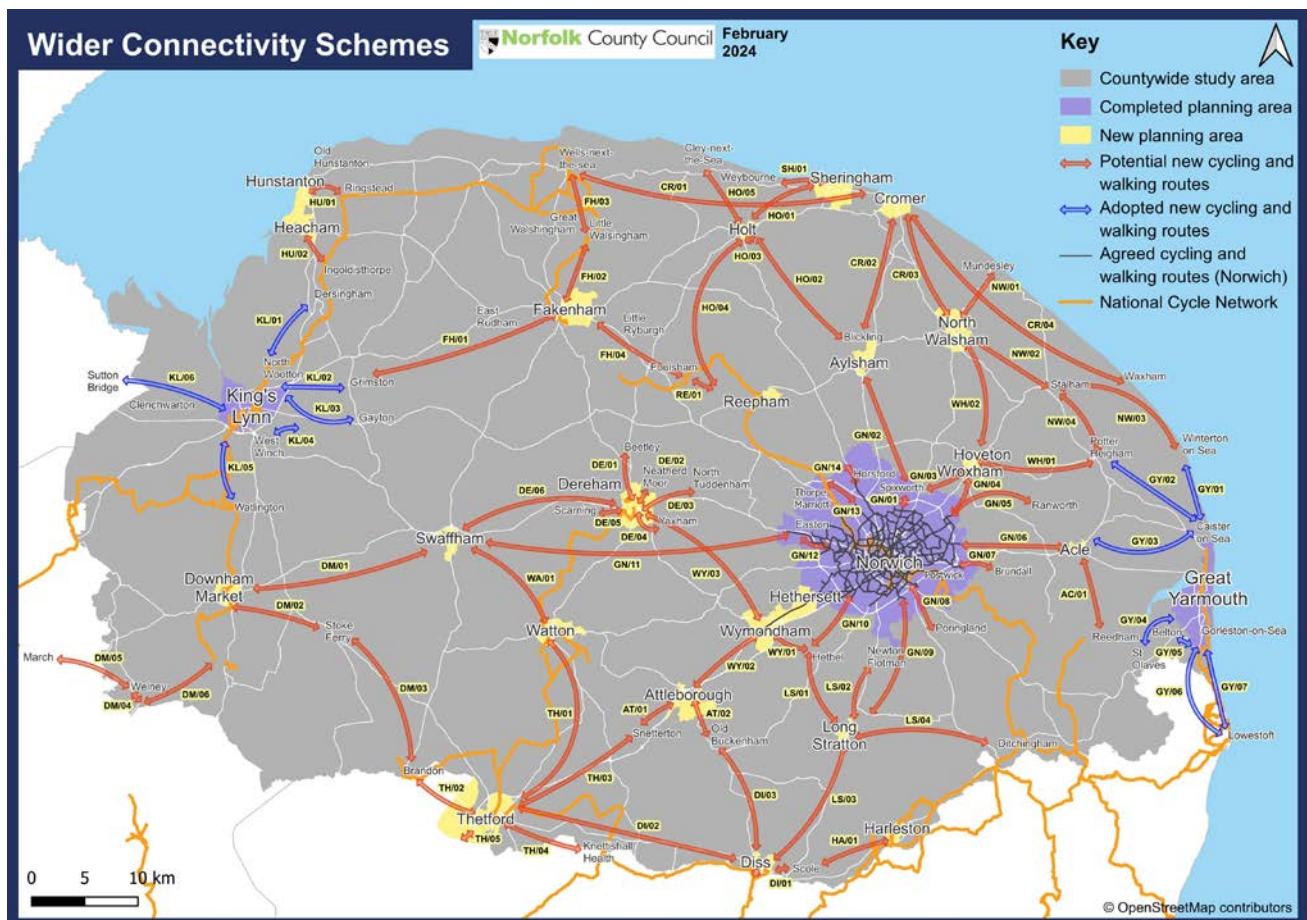 Wider Connectivity Schemes
Norfolk County Council
February
2024
Key
Countywide study area
Completed planning area
New planning area
Potential new cycling and
walking routes
Adopted new cycling and
walking routes
Agreed cycling and
walking routes (Norwich)
National Cycle Network
Old
Hunstanton
Hunstanton
Ringstead
HU/01
Heacham
HU/02
Ingoldisthorpe
Dersingham
KL/01
North
Wootton
KL/02
Grimston
KL/03
Gayton
KL/04
West
Winch
KL/05
Watlington
KL/06
Sutton
Bridge
Clenchwarton
King's
Lynn
Wells-next-
the-sea
FH/03
Great
Walshingham
Little
Walsingham
FH/02
Fakenham
East
Rudham
FH/01
Little
Ryburgh
FH/04
Foulsham
RE/01
Reepham
Cley-next-
the-Sea
Weybourne
SH/01
Sheringham
CR/01
HO/05
HO/01
Cromer
Holt
HO/03
HO/02
HO/04
CR/02
CR/03
Mundesley
NW/01
North
Walsham
CR/04
Blickling
Aylsham
NW/02
Stalham
Waxham
WH/02
NW/04
NW/03
Potter
Heigham
Winterton
on Sea
Hoveton
Wroxham
WH/01
GN/02
GN/14
Horsford
GN/03
Spixworth
GN/04
GN/01
GN/05
Ranworth
Thorpe
Marriott
GN/13
Easton
GN/12
Norwich
GN/06
GN/07
Acle
Brundall
Postwick
GN/08
Poringland
GY/02
GY/01
Caister
on Sea
GY/03
Great
Yarmouth
AC/01
Reedham
GY/04
Belton
Gorleston-on-Sea
St
Olaves
GY/05
GY/06
GY/07
Lowestoft
Beetley
DE/01
DE/02
Neatherd
Moor
North
Tuddenham
Dereham
DE/06
DE/03
Scarning
DE/05
Yaxham
DE/04
GN/11
Swaffham
DM/01
WA/01
WY/03
Downham
Market
DM/02
Stoke
Ferry
Watton
Hethersett
Wymondham
GN/10
WY/01
Hethel
WY/02
Newton
Flotman
GN/09
March
DM/05
Welney
DM/04
DM/06
DM/03
TH/01
Attleborough
AT/01
AT/02
Snetterton
Old
Buckenham
LS/01
LS/02
Long
Stratton
LS/04
Ditchingham
Brandon
TH/02
TH/03
Thetford
TH/05
TH/04
Knettishall
Heath
DI/02
DI/03
LS/03
Diss
DI/01
Scole
HA/01
Harleston
0 5 10 km
© OpenStreetMap contributors